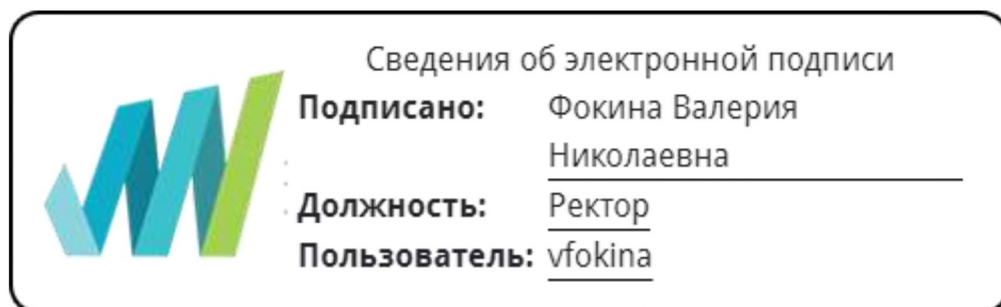 Сведения об электронной подписи
Подписано: Фокина Валерия
Николаевна
Должность: Ректор
Пользователь: vfokina